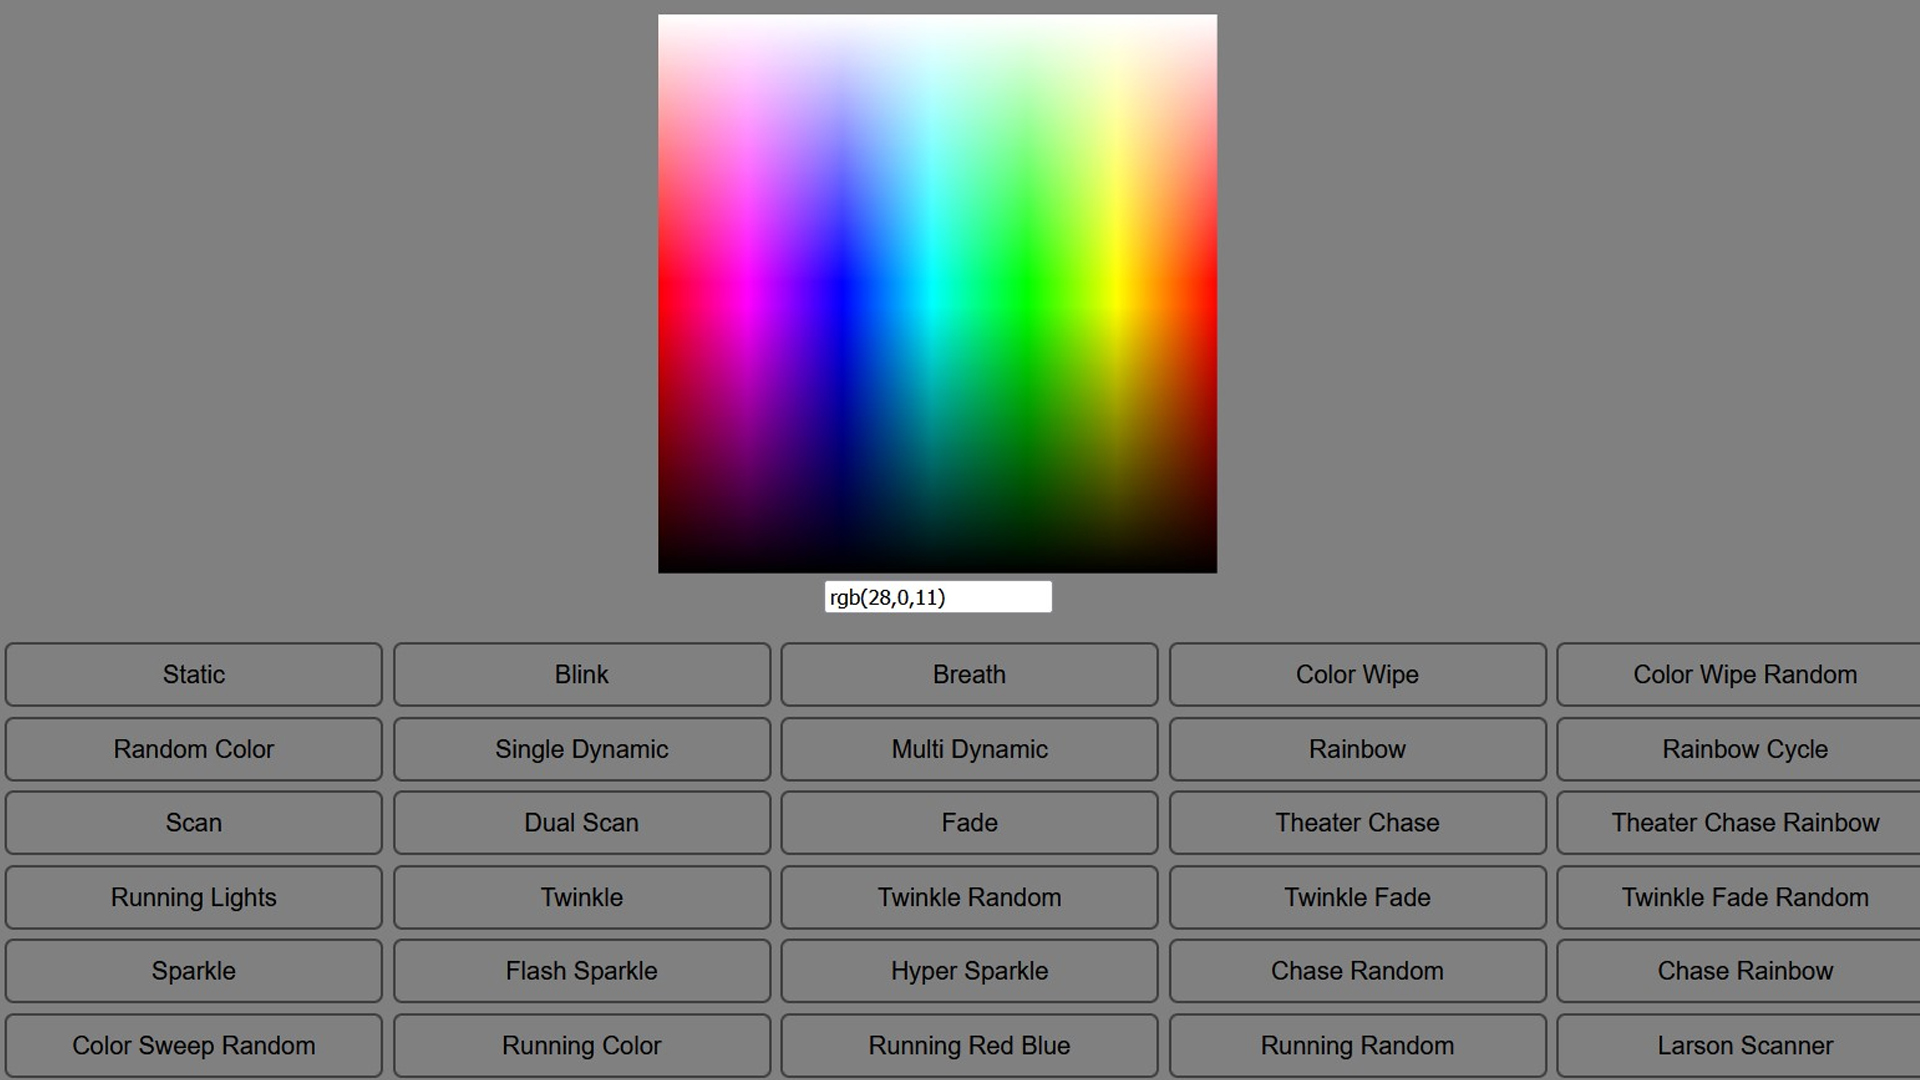 rgb(28,0,11)
Static Blink Breath Color Wipe Color Wipe Random
Random Color Single Dynamic Multi Dynamic Rainbow Rainbow Cycle
Scan Dual Scan Fade Theater Chase Theater Chase Rainbow
Running Lights Twinkle Twinkle Random Twinkle Fade Twinkle Fade Random
Sparkle Flash Sparkle Hyper Sparkle Chase Random Chase Rainbow
Color Sweep Random Running Color Running Red Blue Running Random Larson Scanner